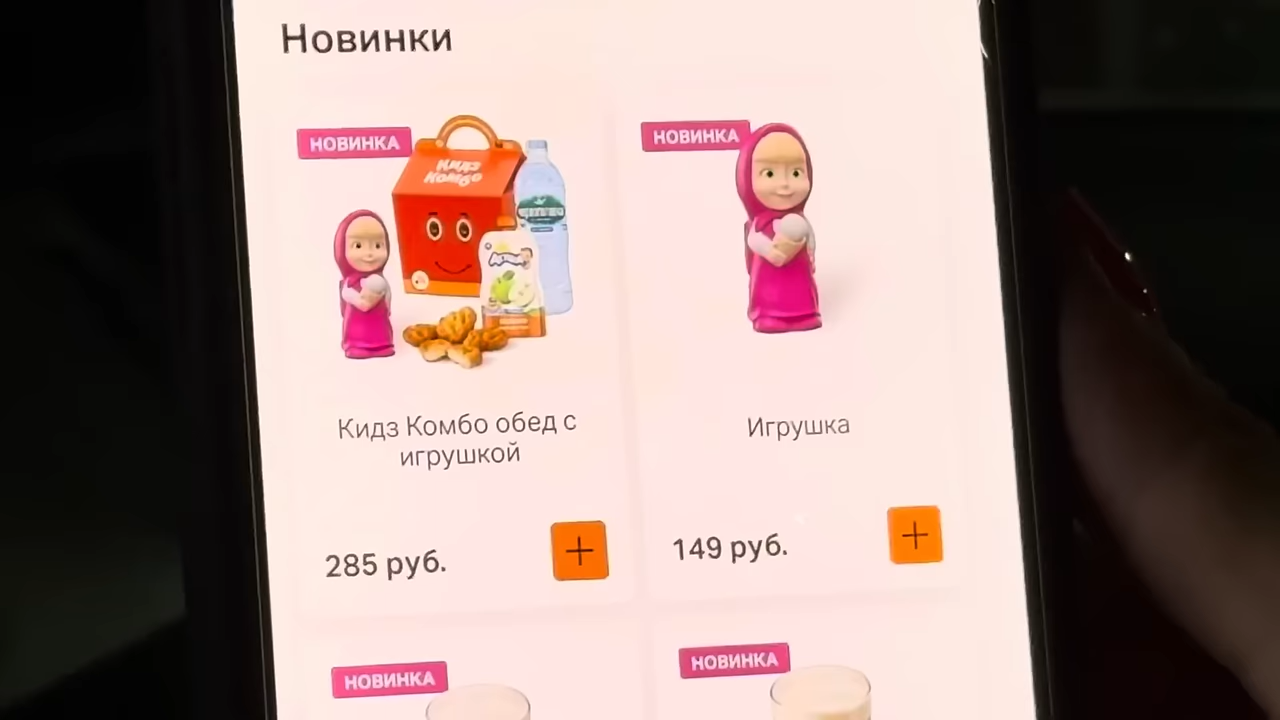 Новинки
НОВИНКА
НОВИНКА
Кидз
Комбо
Кидз Комбо обед с
игрушкой
Игрушка
285 руб.
149 руб.
НОВИНКА
НОВИНКА